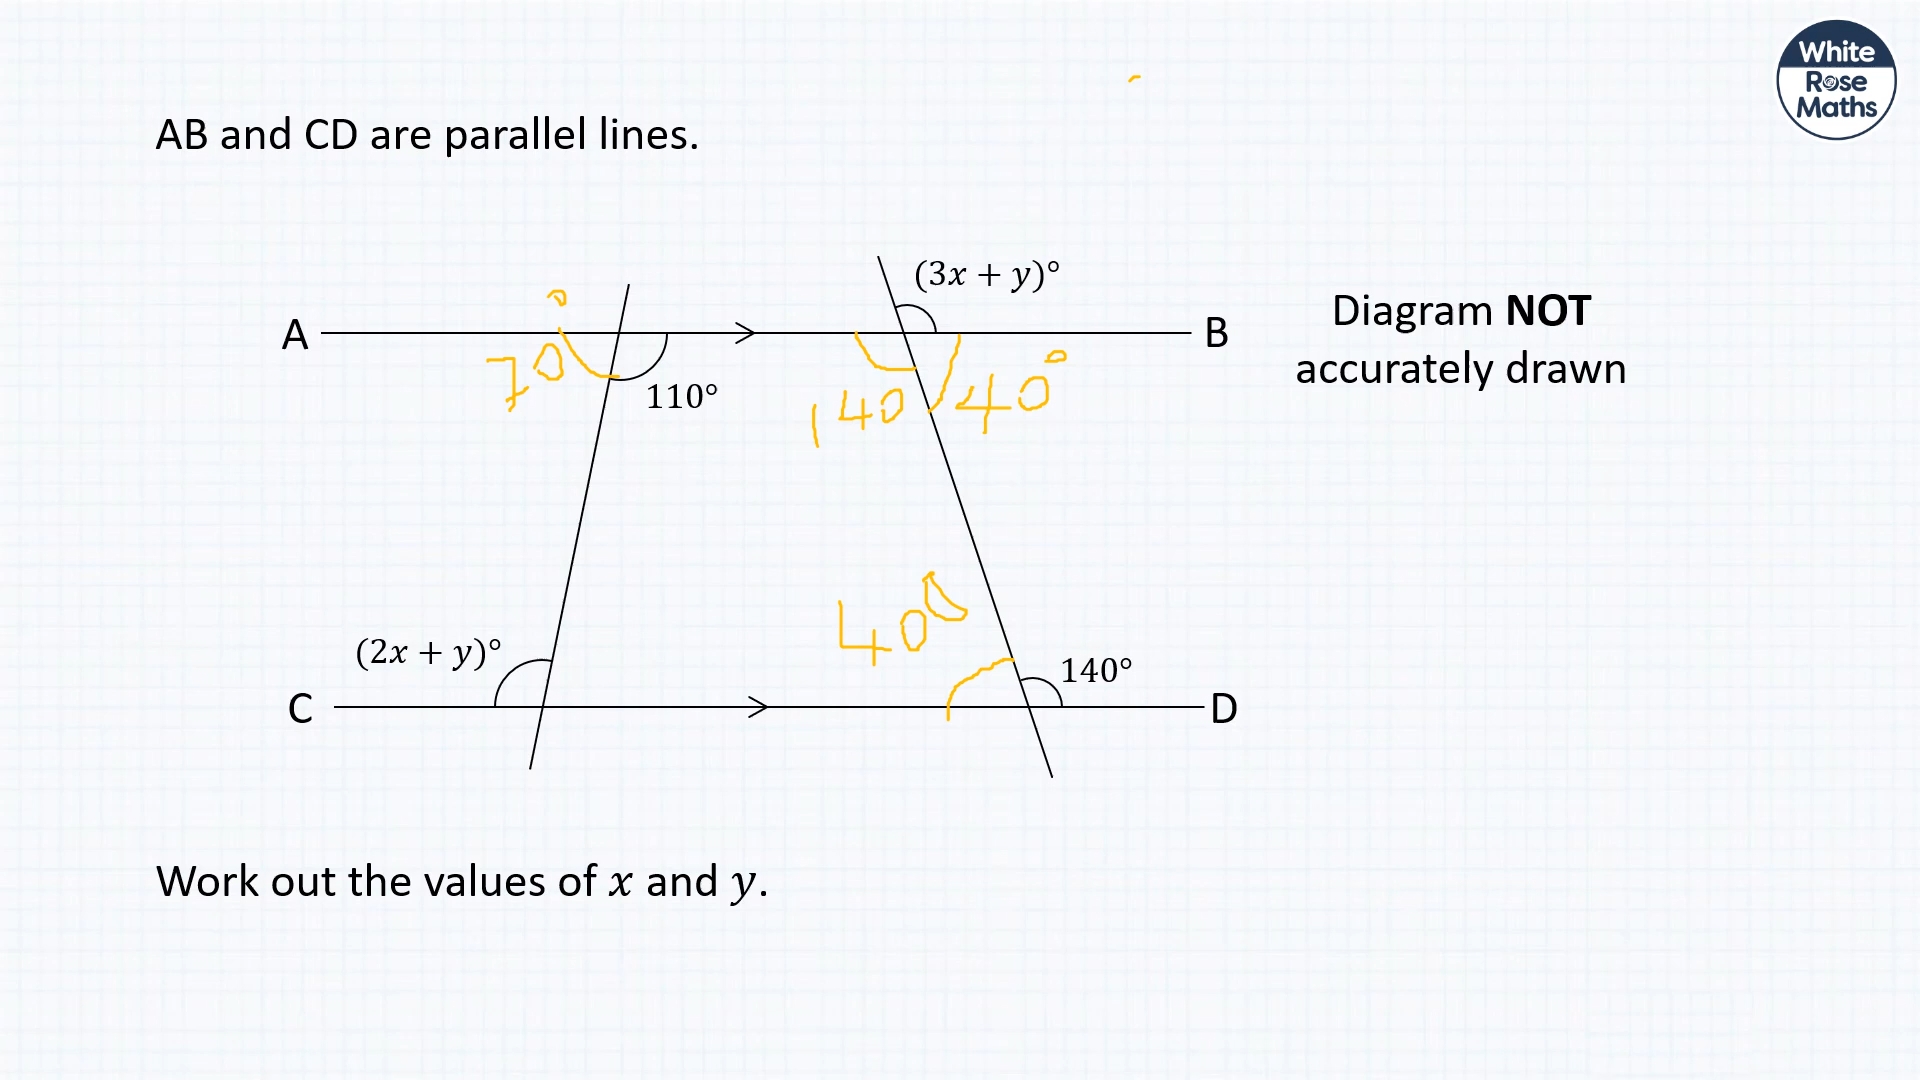 White
Rose
Maths
AB and CD are parallel lines.
(3x + y)°
Diagram NOT
accurately drawn
A
B
70°
110°
140
40°
(2x + y)°
40°
140°
C
D
Work out the values of x and y.